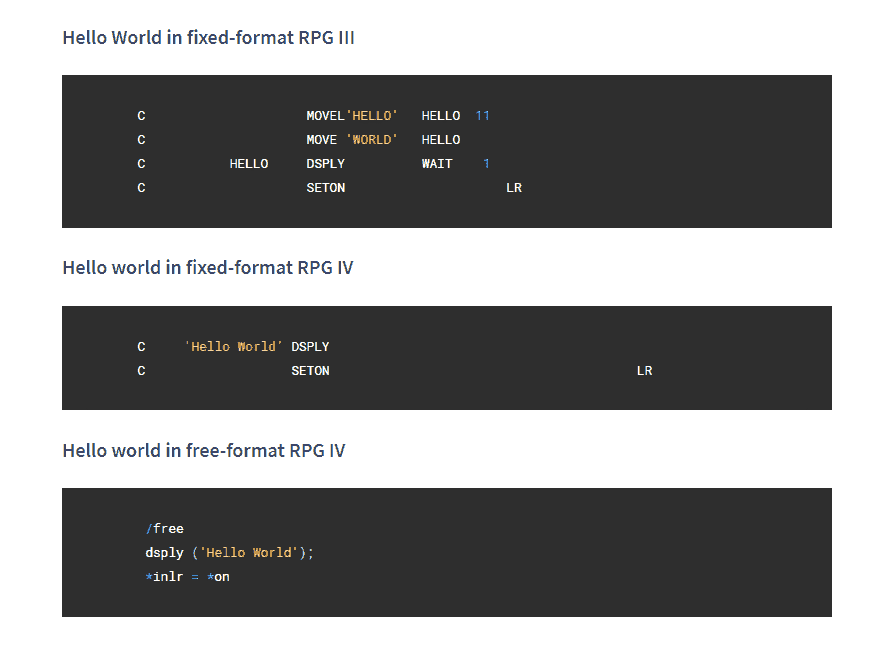 Hello World in fixed-format RPG III
C                     MOVEL'HELLO'   HELLO  11
C                     MOVE 'WORLD'   HELLO
C           HELLO     DSPLY          WAIT    1
C                     SETON                     LR
Hello world in fixed-format RPG IV
C     'Hello World' DSPLY
C                   SETON                                        LR
Hello world in free-format RPG IV
/free
dsply ('Hello World');
*inlr = *on